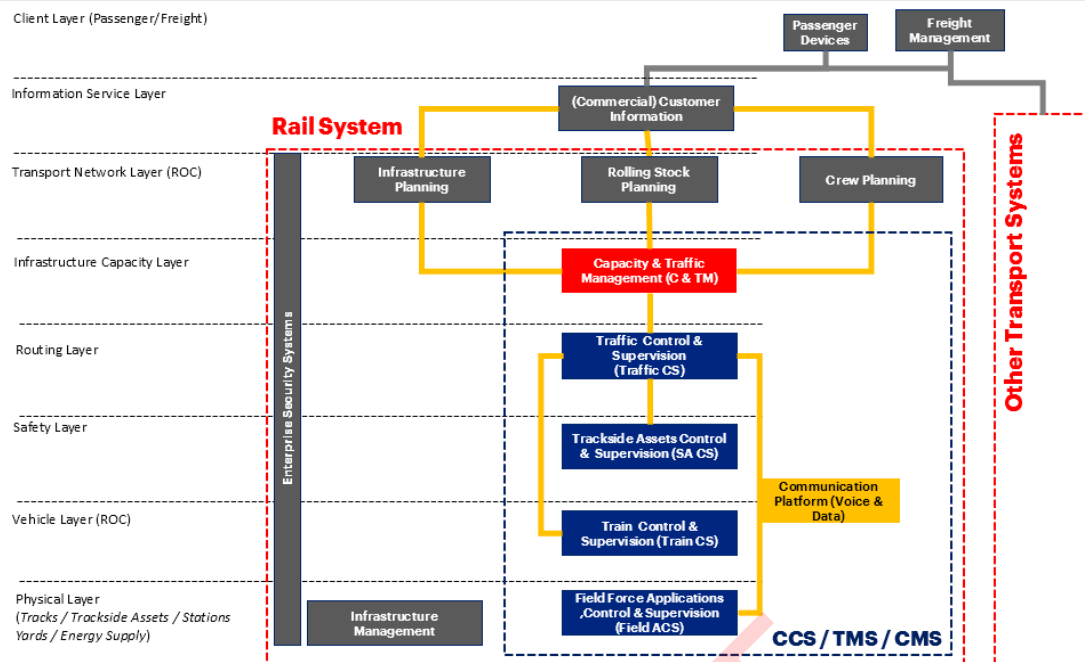 Client Layer (Passenger/Freight)
Passenger
Devices
Freight
Management
Information Service Layer
(Commercial) Customer
Information
Rail System
Other Transport Systems
Transport Network Layer (ROC)
Infrastructure
Planning
Rolling Stock
Planning
Crew Planning
Infrastructure Capacity Layer
Capacity & Traffic
Management (C & TM)
Enterprise Security Systems
Routing Layer
Traffic Control &
Supervision
(Traffic CS)
Safety Layer
Trackside Assets Control
& Supervision (SA CS)
Communication
Platform (Voice &
Data)
Vehicle Layer (ROC)
Train Control &
Supervision (Train CS)
Physical Layer
(Tracks / Trackside Assets / Stations
Yards / Energy Supply)
Infrastructure
Management
Field Force Applications
,Control & Supervision
(Field ACS)
CCS / TMS / CMS